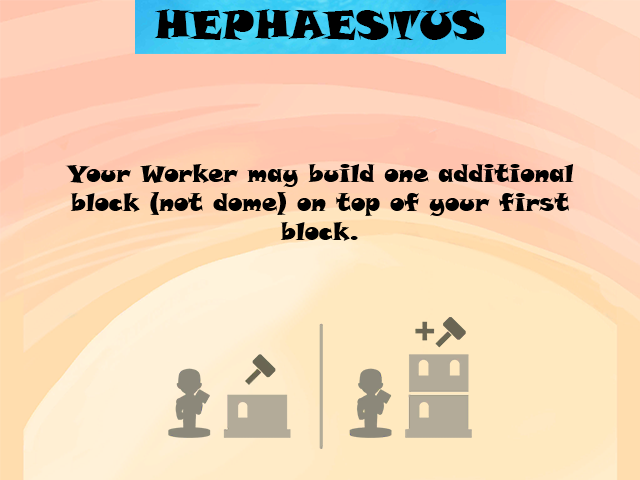 HEPHAESTUS
Your Worker may build one additional
block (not dome) on top of your first
block.
+